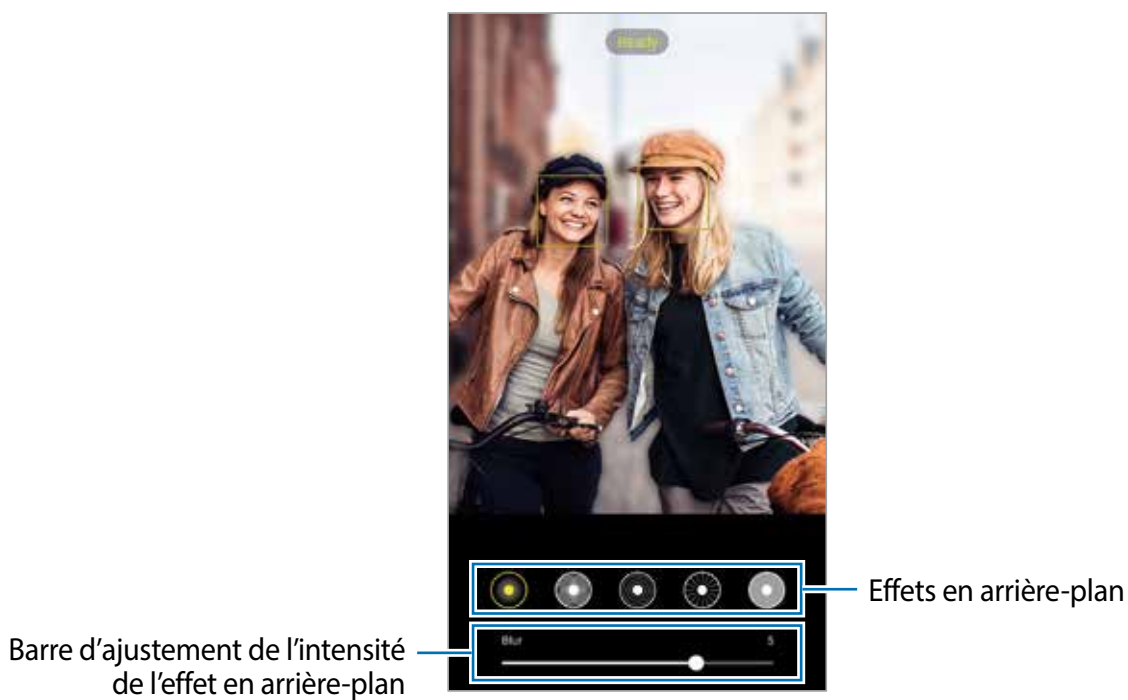 Ready
Effets en arrière-plan
Blur 5
Barre d’ajustement de l’intensité
de l’effet en arrière-plan